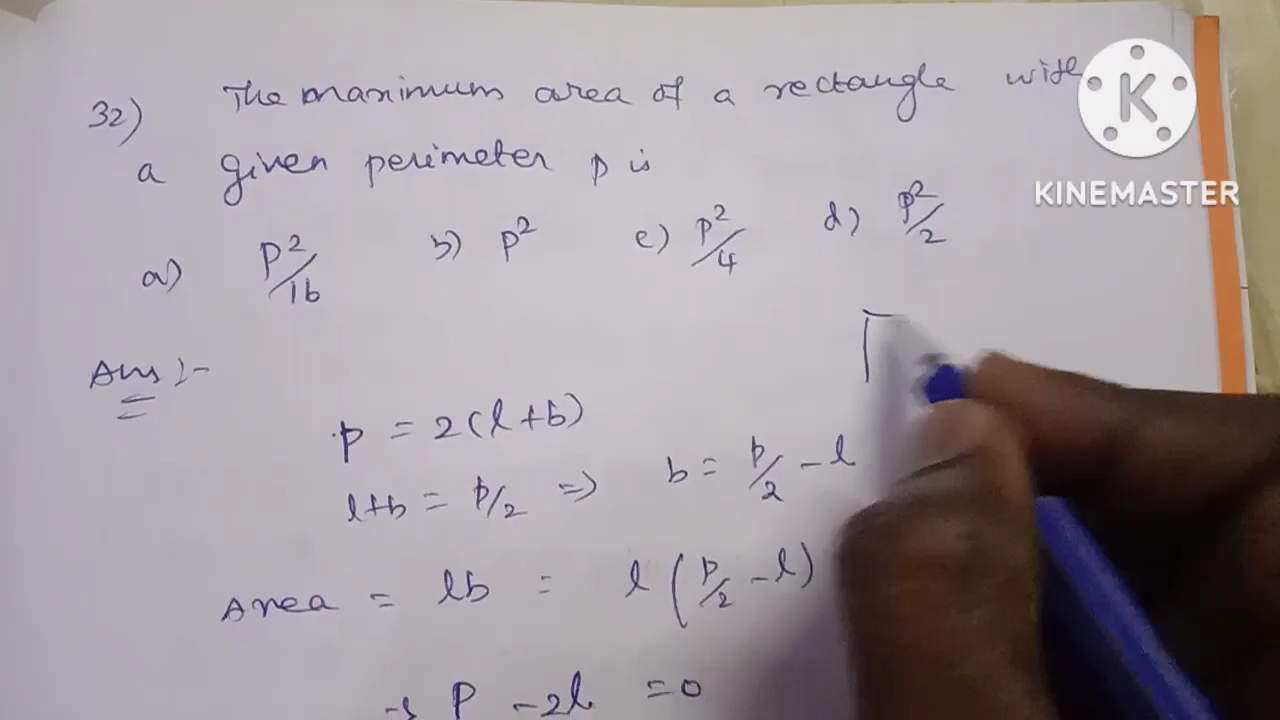 32) The maximum area of a rectangle with
a given perimeter p is
a) P²/16 b) p² c) p²/4 d) p²/2
Ans :-
p = 2(l+b)
l+b = p/2 => b = p/2 - l
Area = lb = l(p/2 - l)
P - 2l = 0
K
KINEMASTER